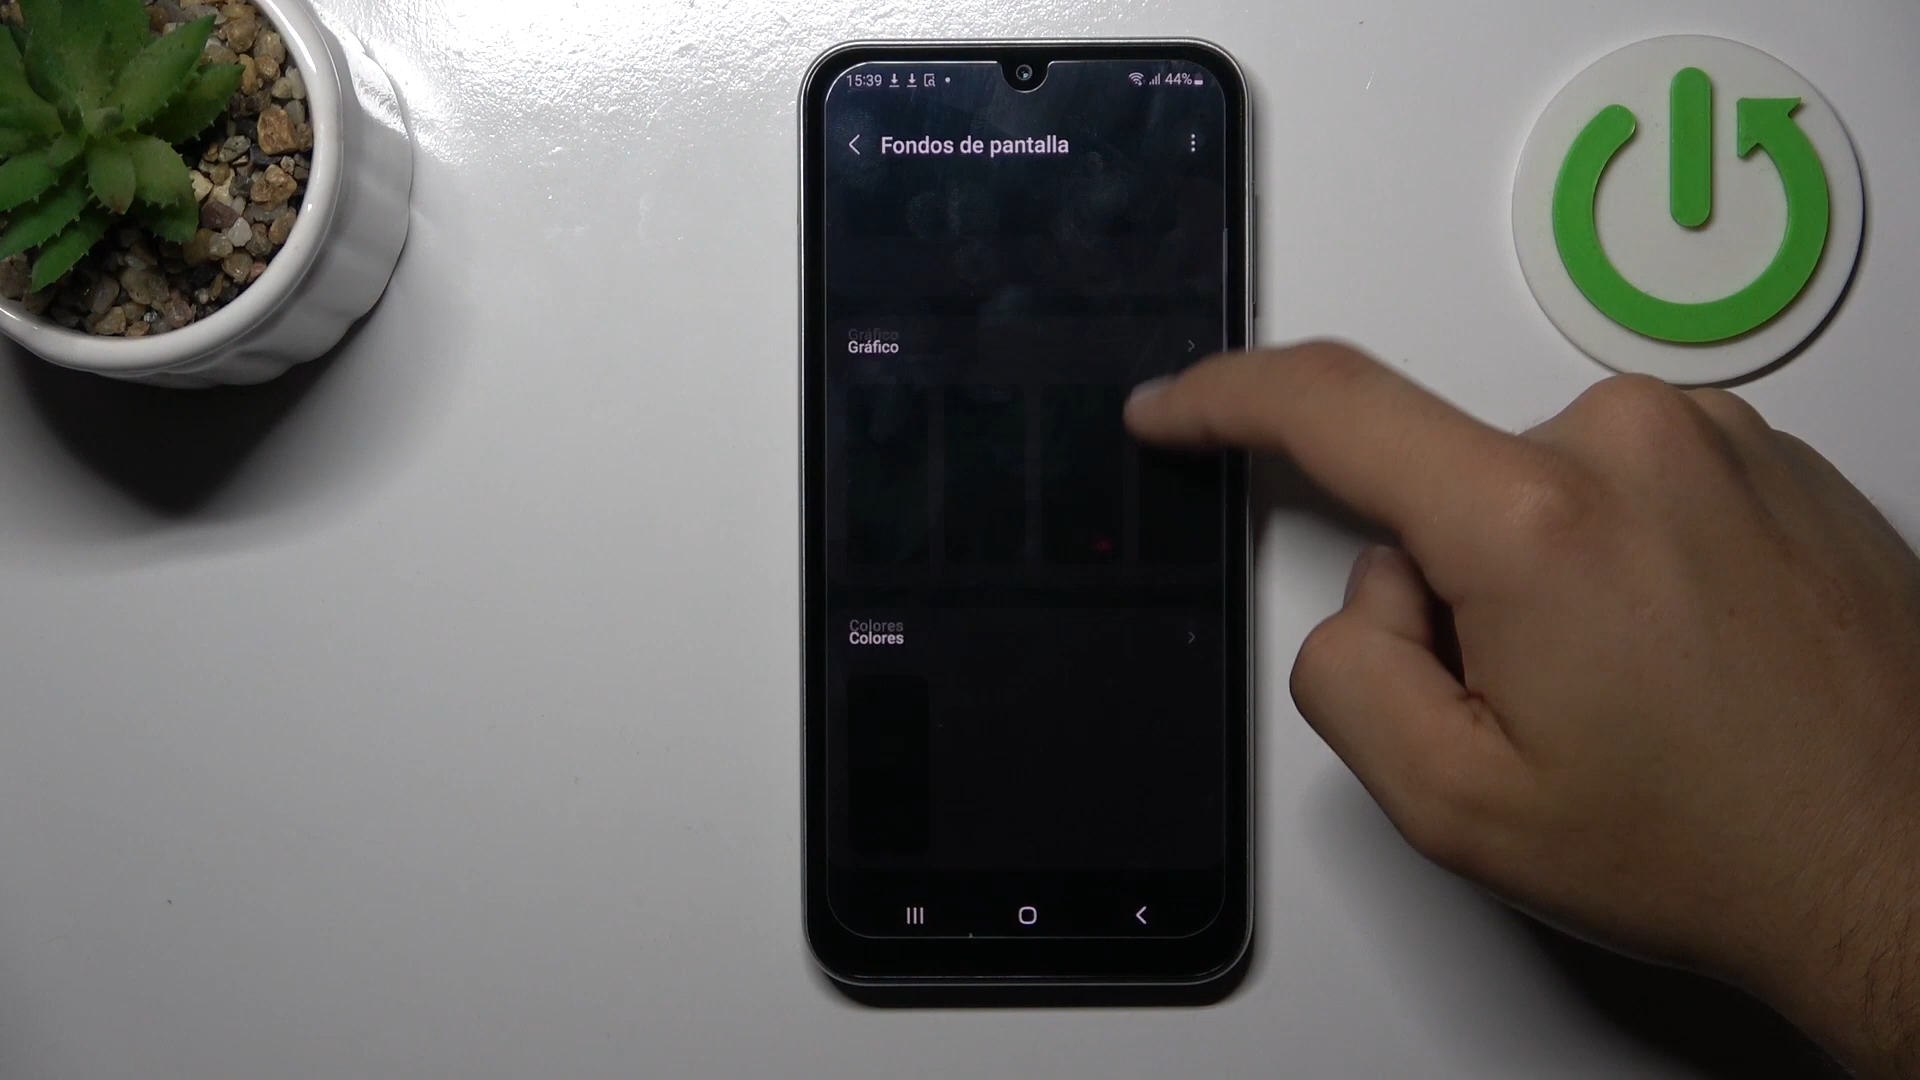 15:39 44%
Fondos de pantalla
Gráfico
Gráfico
Colores
Colores